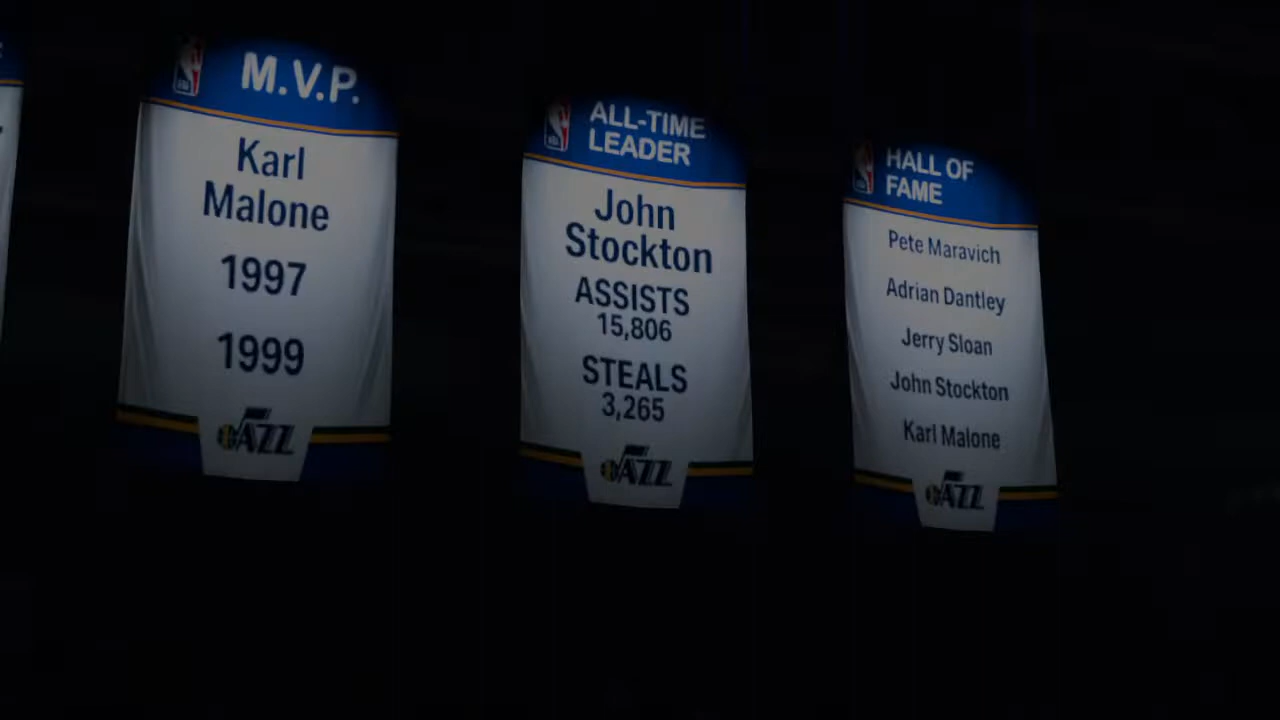 M.V.P.
Karl
Malone
1997
1999
JAZZ
ALL-TIME
LEADER
John
Stockton
ASSISTS
15,806
STEALS
3,265
JAZZ
HALL OF
FAME
Pete Maravich
Adrian Dantley
Jerry Sloan
John Stockton
Karl Malone
JAZZ